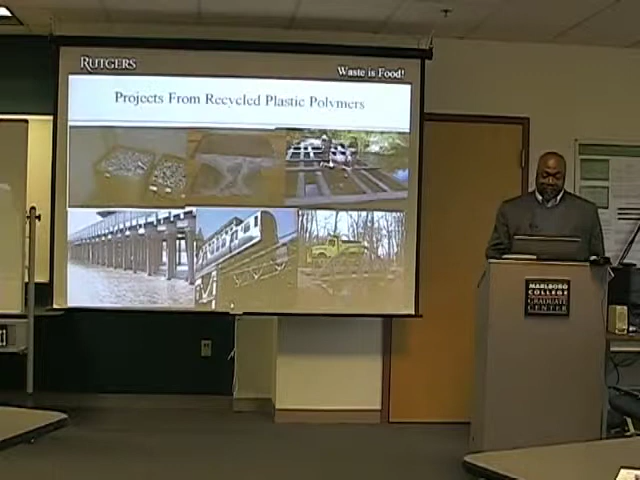 RUTGERS
Waste is Food!
Projects From Recycled Plastic Polymers
MARLBORO
COLLEGE
GRADUATE
CENTER